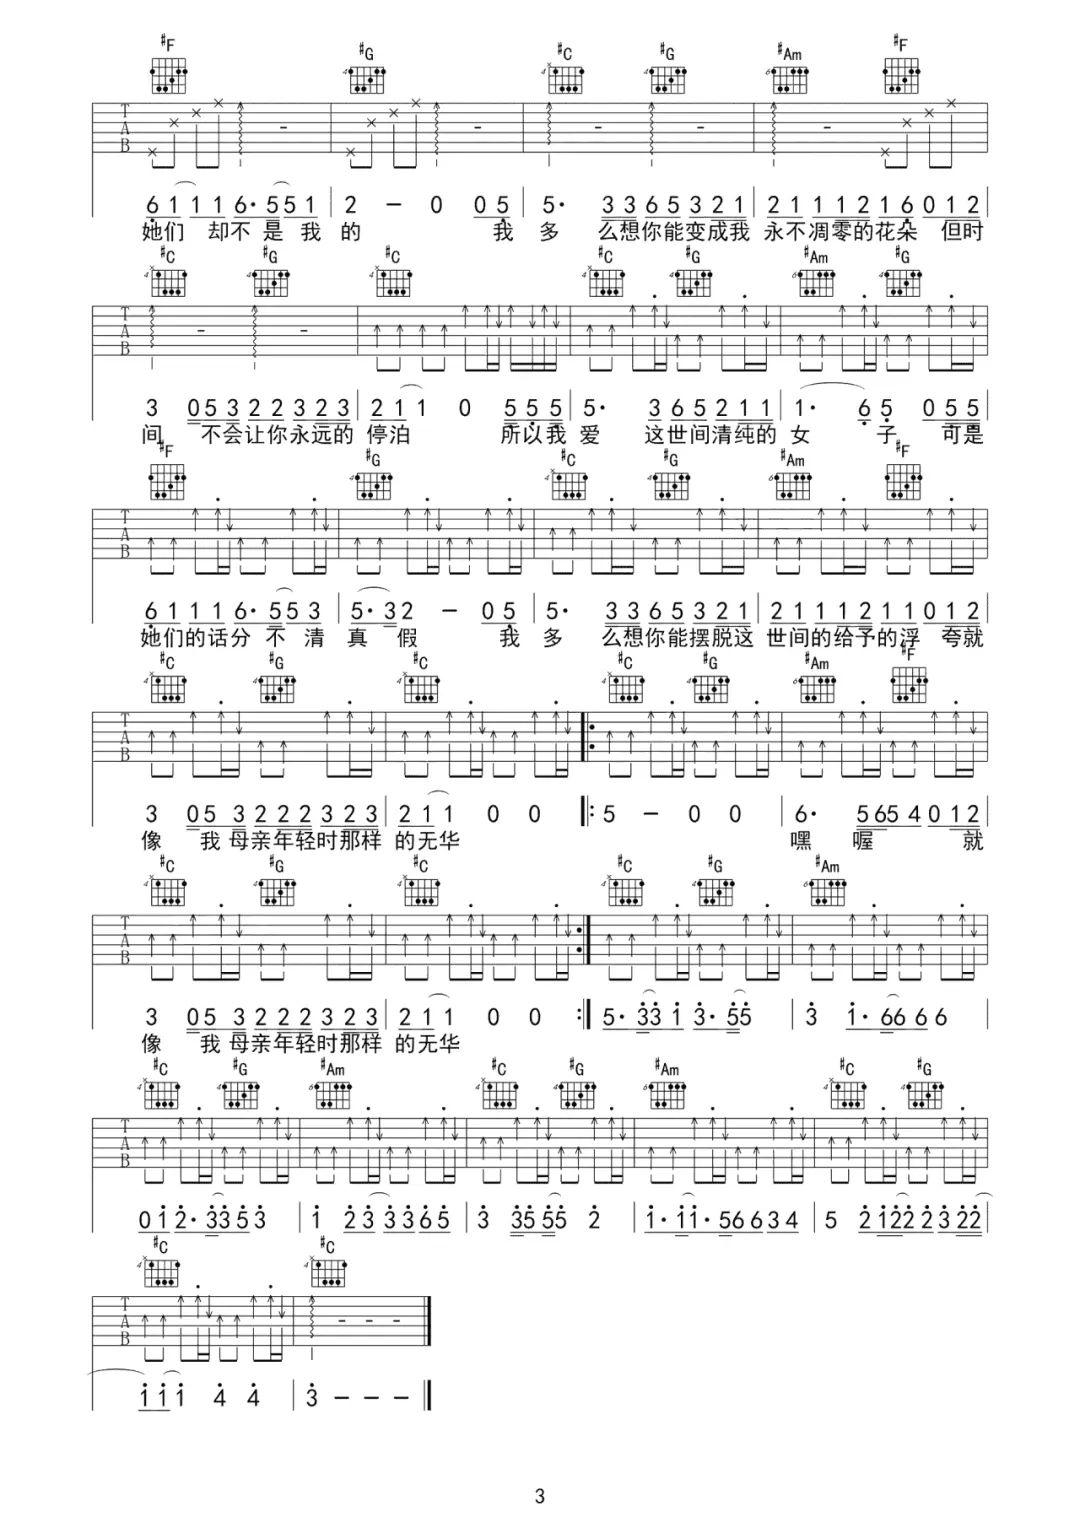 #F #G #C #G #Am #F
TAB
6 1 1 1 6· 5 5 1 | 2 - 0 0 5 | 5· 3 3 6 5 3 2 1 | 2 1 1 1 2 1 6 0 1 2
她们 却不 是 我 的 我 多 么想你能变成我 永不凋零的花朵 但时
#C #G #C #C #G #Am #G
TAB
3 0 5 3 2 2 3 2 3 | 2 1 1 0 5 5 5 | 5· 3 6 5 2 1 1 | 1· 6 5 0 5 5
间 不会让你永远的 停泊 所以我 爱 这世间清纯的 女 子 可是
#F #G #C #G #Am #F
TAB
6 1 1 1 6· 5 5 3 | 5· 3 2 - 0 5 | 5· 3 3 6 5 3 2 1 | 2 1 1 1 2 1 1 0 1 2
她们的话分 不 清 真 假 我 多 么想你能摆脱这 世间的给予的浮 夸就
#C #G #C #C #G #Am #F
TAB
3 0 5 3 2 2 2 3 2 3 | 2 1 1 0 0 |: 5 - 0 0 | 6· 5 6 5 4 0 1 2
像 我 母亲年轻时那样 的无华 嘿 喔 就
#C #G #C #C #G #Am
TAB
3 0 5 3 2 2 2 3 2 3 | 2 1 1 0 0 :| 5· 3 3 1 3· 5 5 | 3 1· 6 6 6 6
像 我 母亲年轻时那样 的无华
#C #G #Am #C #G #Am #C #G
TAB
0 1 2· 3 3 5 3 | 1 2 3 3 3 6 5 | 3 3 5 5 5 2 | 1· 1 1· 5 6 6 3 4 | 5 2 1 2 2 2 3 2 2
#C #C
TAB
1 1 1 4 4 | 3 - - -
3